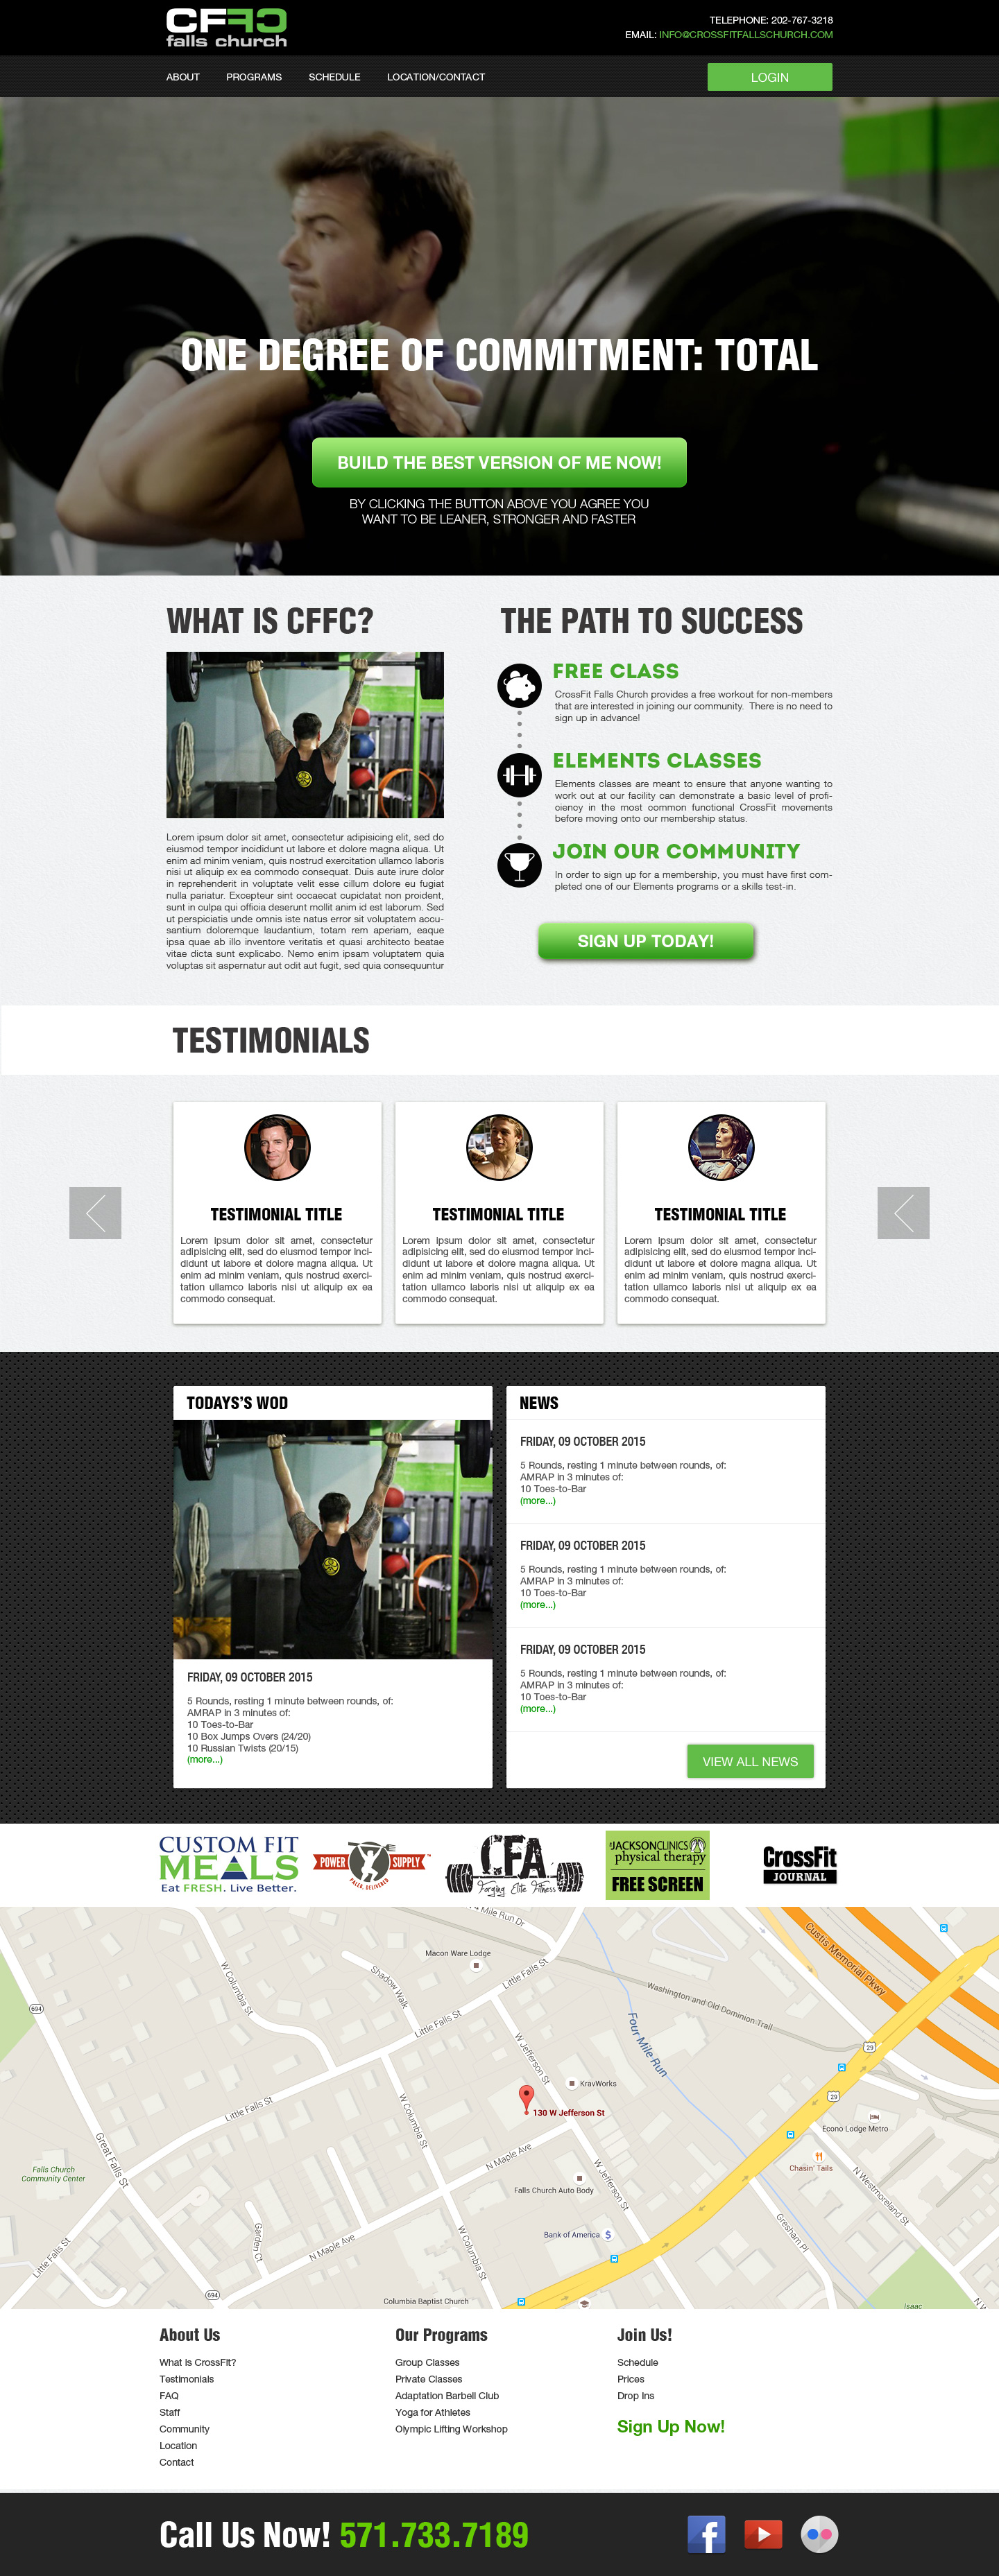 CFFC
falls church
TELEPHONE: 202-767-3218
EMAIL: INFO@CROSSFITFALLSCHURCH.COM
ABOUT PROGRAMS SCHEDULE LOCATION/CONTACT
LOGIN
ONE DEGREE OF COMMITMENT: TOTAL
BUILD THE BEST VERSION OF ME NOW!
BY CLICKING THE BUTTON ABOVE YOU AGREE YOU
WANT TO BE LEANER, STRONGER AND FASTER
WHAT IS CFFC?
Lorem ipsum dolor sit amet, consectetur adipisicing elit, sed do
eiusmod tempor incididunt ut labore et dolore magna aliqua. Ut
enim ad minim veniam, quis nostrud exercitation ullamco laboris
nisi ut aliquip ex ea commodo consequat. Duis aute irure dolor
in reprehenderit in voluptate velit esse cillum dolore eu fugiat
nulla pariatur. Excepteur sint occaecat cupidatat non proident,
sunt in culpa qui officia deserunt mollit anim id est laborum. Sed
ut perspiciatis unde omnis iste natus error sit voluptatem accu-
santium doloremque laudantium, totam rem aperiam, eaque
ipsa quae ab illo inventore veritatis et quasi architecto beatae
vitae dicta sunt explicabo. Nemo enim ipsam voluptatem quia
voluptas sit aspernatur aut odit aut fugit, sed quia consequuntur
THE PATH TO SUCCESS
FREE CLASS
CrossFit Falls Church provides a free workout for non-members
that are interested in joining our community. There is no need to
sign up in advance!
ELEMENTS CLASSES
Elements classes are meant to ensure that anyone wanting to
work out at our facility can demonstrate a basic level of profi-
ciency in the most common functional CrossFit movements
before moving onto our membership status.
JOIN OUR COMMUNITY
In order to sign up for a membership, you must have first com-
pleted one of our Elements programs or a skills test-in.
SIGN UP TODAY!
TESTIMONIALS
TESTIMONIAL TITLE
Lorem ipsum dolor sit amet, consectetur
adipisicing elit, sed do eiusmod tempor inci-
didunt ut labore et dolore magna aliqua. Ut
enim ad minim veniam, quis nostrud exerci-
tation ullamco laboris nisi ut aliquip ex ea
commodo consequat.
TESTIMONIAL TITLE
Lorem ipsum dolor sit amet, consectetur
adipisicing elit, sed do eiusmod tempor inci-
didunt ut labore et dolore magna aliqua. Ut
enim ad minim veniam, quis nostrud exerci-
tation ullamco laboris nisi ut aliquip ex ea
commodo consequat.
TESTIMONIAL TITLE
Lorem ipsum dolor sit amet, consectetur
adipisicing elit, sed do eiusmod tempor inci-
didunt ut labore et dolore magna aliqua. Ut
enim ad minim veniam, quis nostrud exerci-
tation ullamco laboris nisi ut aliquip ex ea
commodo consequat.
TODAYS'S WOD
FRIDAY, 09 OCTOBER 2015
5 Rounds, resting 1 minute between rounds, of:
AMRAP in 3 minutes of:
10 Toes-to-Bar
10 Box Jumps Overs (24/20)
10 Russian Twists (20/15)
(more...)
NEWS
FRIDAY, 09 OCTOBER 2015
5 Rounds, resting 1 minute between rounds, of:
AMRAP in 3 minutes of:
10 Toes-to-Bar
(more...)
FRIDAY, 09 OCTOBER 2015
5 Rounds, resting 1 minute between rounds, of:
AMRAP in 3 minutes of:
10 Toes-to-Bar
(more...)
FRIDAY, 09 OCTOBER 2015
5 Rounds, resting 1 minute between rounds, of:
AMRAP in 3 minutes of:
10 Toes-to-Bar
(more...)
VIEW ALL NEWS
CUSTOM FIT
MEALS
Eat FRESH. Live Better.
POWER SUPPLY
PALEO, DELIVERED
CFA
Forging Elite Fitness
JACKSONCLINICS
physical therapy
FREE SCREEN
CrossFit
JOURNAL
4 Mile Run Dr
Custis Memorial Pkwy
Macon Ware Lodge
Little Falls St
W Columbia St
Shadow Walk
Washington and Old Dominion Trail
694
Little Falls St
Four Mile Run
29
W Jefferson St
KravWorks
29
130 W Jefferson St
Little Falls St
W Columbia St
Econo Lodge Metro
Great Falls St
N Maple Ave
Falls Church
Community Center
Chasin' Tails
W Jefferson St
N Westmoreland St
Falls Church Auto Body
Gresham Pl
Garden Ct
Bank of America
N Maple Ave
W Columbia St
Little Falls St
694
Columbia Baptist Church
Isaac
N W
About Us
What is CrossFit?
Testimonials
FAQ
Staff
Community
Location
Contact
Our Programs
Group Classes
Private Classes
Adaptation Barbell Club
Yoga for Athletes
Olympic Lifting Workshop
Join Us!
Schedule
Prices
Drop Ins
Sign Up Now!
Call Us Now! 571.733.7189